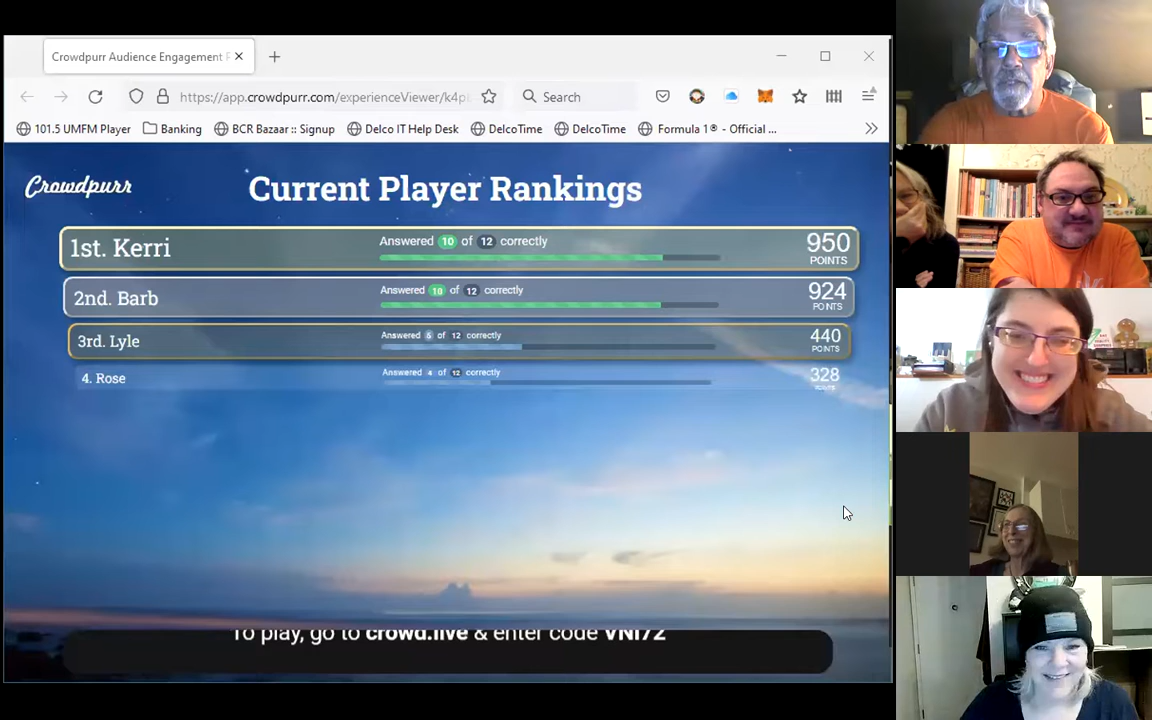 Crowdpurr Audience Engagement P
https://app.crowdpurr.com/experienceViewer/k4p
Search
101.5 UMFM Player
Banking
BCR Bazaar :: Signup
Delco IT Help Desk
DelcoTime
DelcoTime
Formula 1® - Official ...
Crowdpurr
Current Player Rankings
1st. Kerri
Answered 10 of 12 correctly
950
POINTS
2nd. Barb
Answered 10 of 12 correctly
924
POINTS
3rd. Lyle
Answered 5 of 12 correctly
440
POINTS
4. Rose
Answered 4 of 12 correctly
328
POINTS
To play, go to crowd.live & enter code VNI72